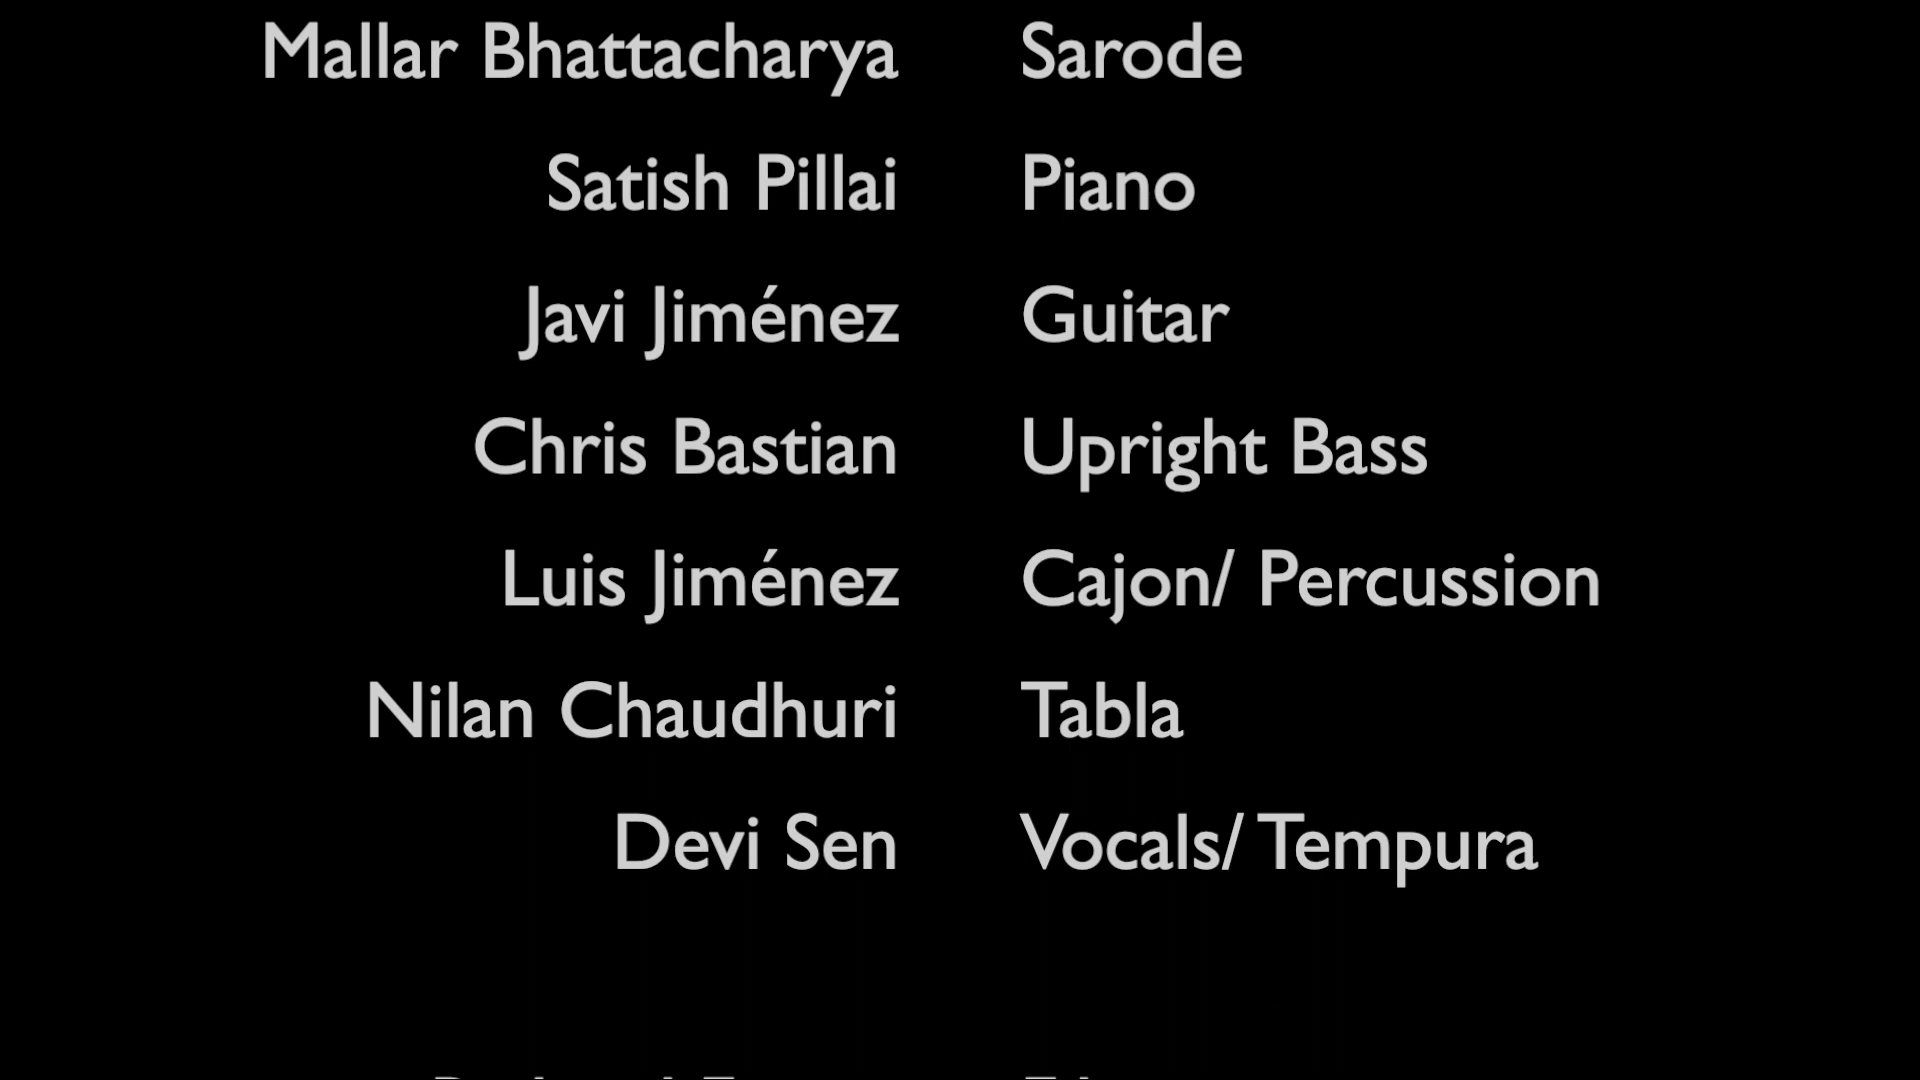 Mallar Bhattacharya Sarode
Satish Pillai Piano
Javi Jiménez Guitar
Chris Bastian Upright Bass
Luis Jiménez Cajon/ Percussion
Nilan Chaudhuri Tabla
Devi Sen Vocals/ Tempura